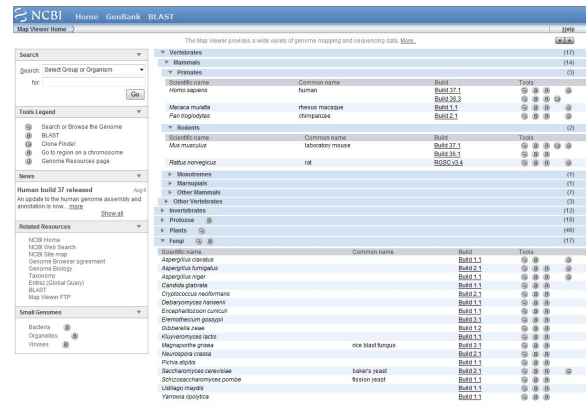 NCBI Home GenBank BLAST
Map Viewer Home Help
The Map Viewer provides a wide variety of genome mapping and sequencing data. More..
Search
Search: Select Group or Organism
for:
Go
Tools Legend
Search or Browse the Genome
BLAST
Clone Finder
Go to region on a chromosome
Genome Resources page
News
Human build 37 released Aug 4
An update to the human genome assembly and
annotation is now... more
Show all
Related Resources
NCBI Home
NCBI Web Search
NCBI Site map
Genome Browser agreement
Genome Biology
Taxonomy
Entrez (Global Query)
BLAST
Map Viewer FTP
Small Genomes
Bacteria
Organelles
Viruses
Vertebrates (17)
Mammals (14)
Primates (3)
Scientific name Common name Build Tools
Homo sapiens human Build 37.1
Build 36.3
Macaca mulatta rhesus macaque Build 1.1
Pan troglodytes chimpanzee Build 2.1
Rodents (2)
Scientific name Common name Build Tools
Mus musculus laboratory mouse Build 37.1
Build 36.1
Rattus norvegicus rat RGSC v3.4
Monotremes (1)
Marsupials (1)
Other Mammals (7)
Other Vertebrates (3)
Invertebrates (12)
Protozoa (18)
Plants (46)
Fungi (17)
Scientific name Common name Build Tools
Aspergillus clavatus Build 1.1
Aspergillus fumigatus Build 2.1
Aspergillus niger Build 1.1
Candida glabrata Build 1.1
Cryptococcus neoformans Build 2.1
Debaryomyces hansenii Build 1.1
Encephalitozoon cuniculi Build 1.1
Eremothecium gossypii Build 3.1
Gibberella zeae Build 1.2
Kluyveromyces lactis Build 1.1
Magnaporthe grisea rice blast fungus Build 3.1
Neurospora crassa Build 2.1
Pichia stipitis Build 1.1
Saccharomyces cerevisiae baker's yeast Build 2.1
Schizosaccharomyces pombe fission yeast Build 1.1
Ustilago maydis Build 1.1
Yarrowia lipolytica Build 1.1